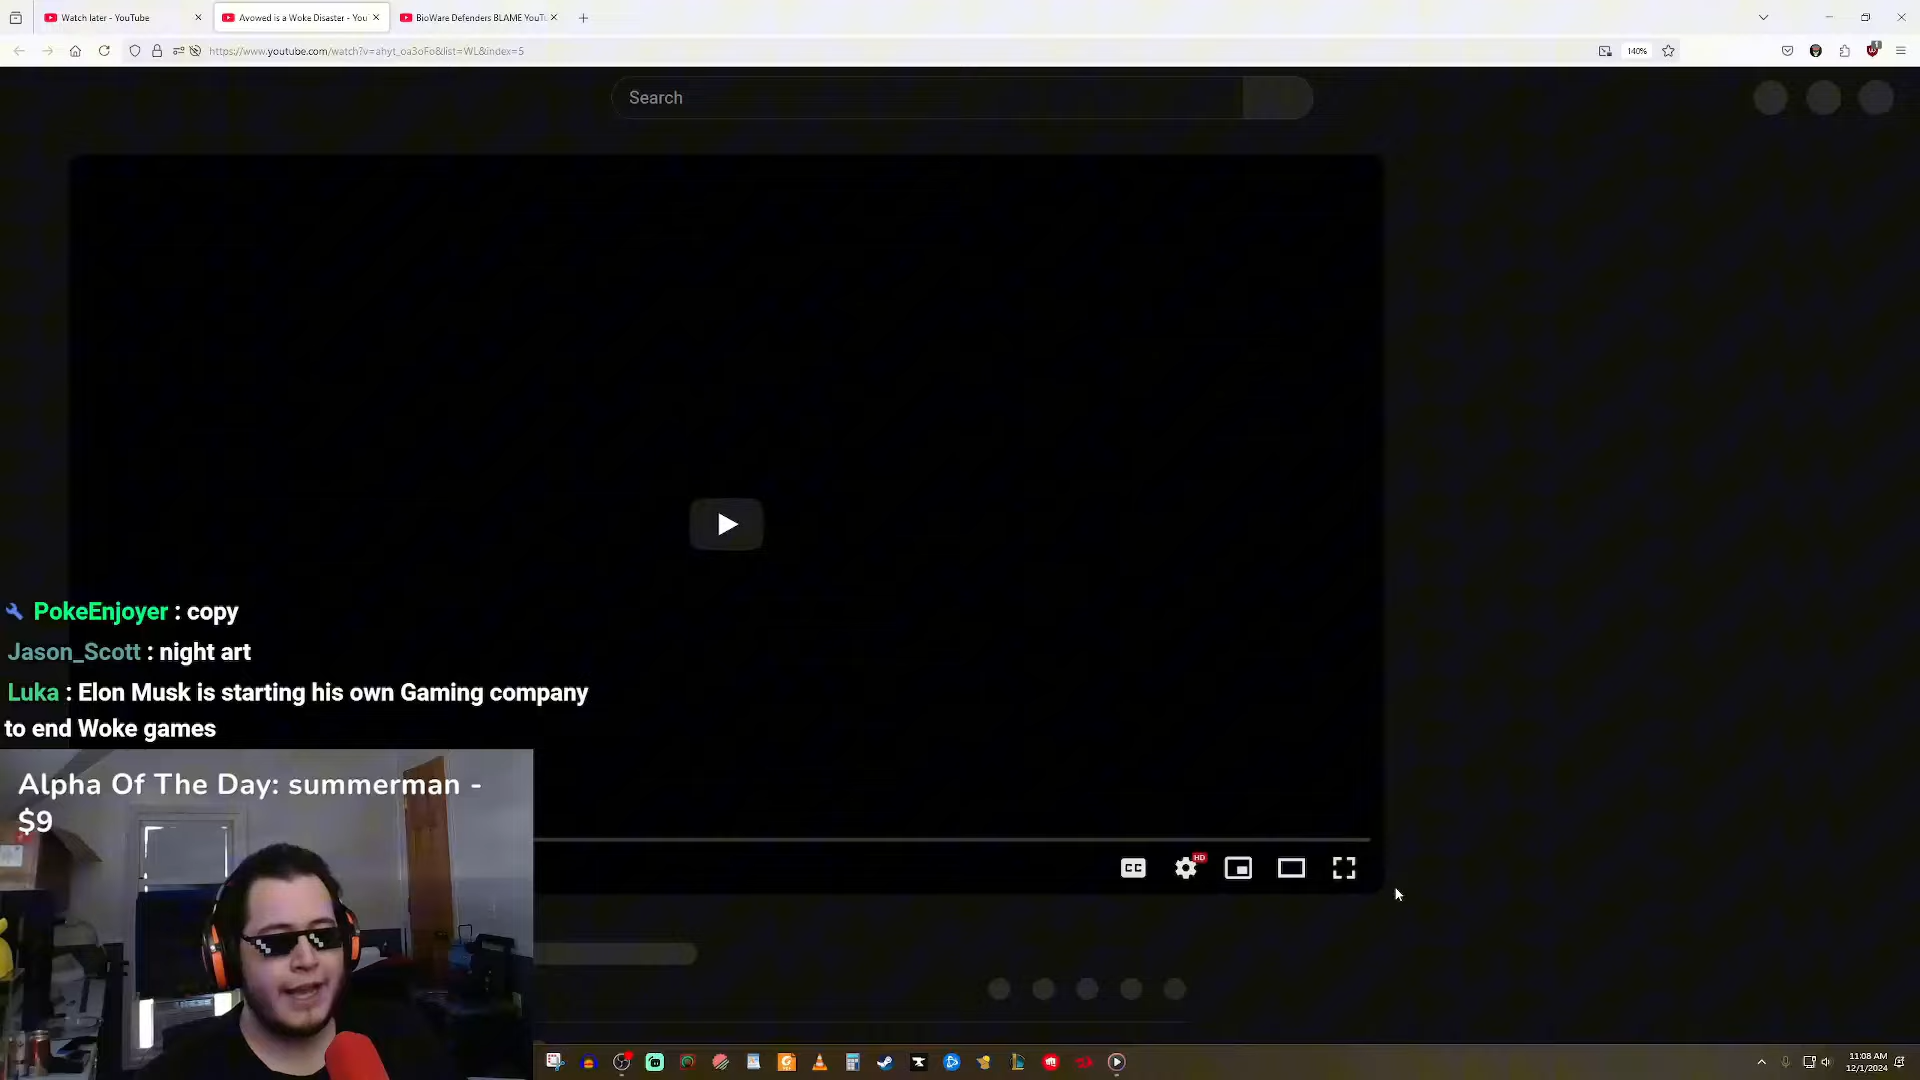 Watch later - YouTube
Avowed is a Woke Disaster - You
BioWare Defenders BLAME YouTu
https://www.youtube.com/watch?v=ahyt_oa3oFo&list=WL&index=5
140%
Search
PokeEnjoyer : copy
Jason_Scott : night art
Luka : Elon Musk is starting his own Gaming company
to end Woke games
Alpha Of The Day: summerman -
$9
CC
HD
11:08 AM
12/1/2024